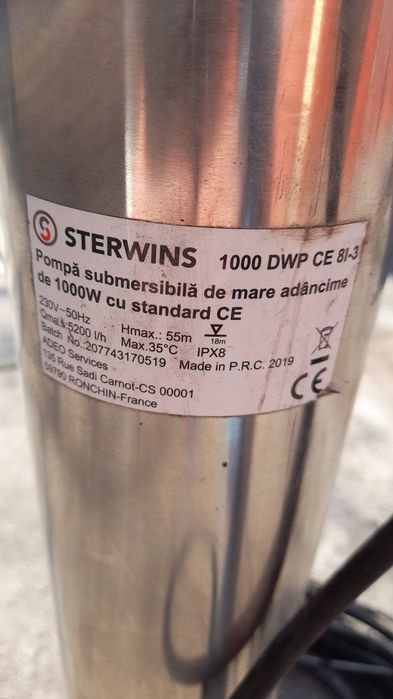 STERWINS 1000 DWP CE 8I-3
Pompă submersibilă de mare adâncime
de 1000W cu standard CE
230V~50Hz Hmax.: 55m 18m
Qmax.: 5200 l/h Max.35°C IPX8
Batch No.:207743170519 Made in P.R.C. 2019
ADEO Services
135 Rue Sadi Carnot-CS 00001
59790 RONCHIN-France
CE